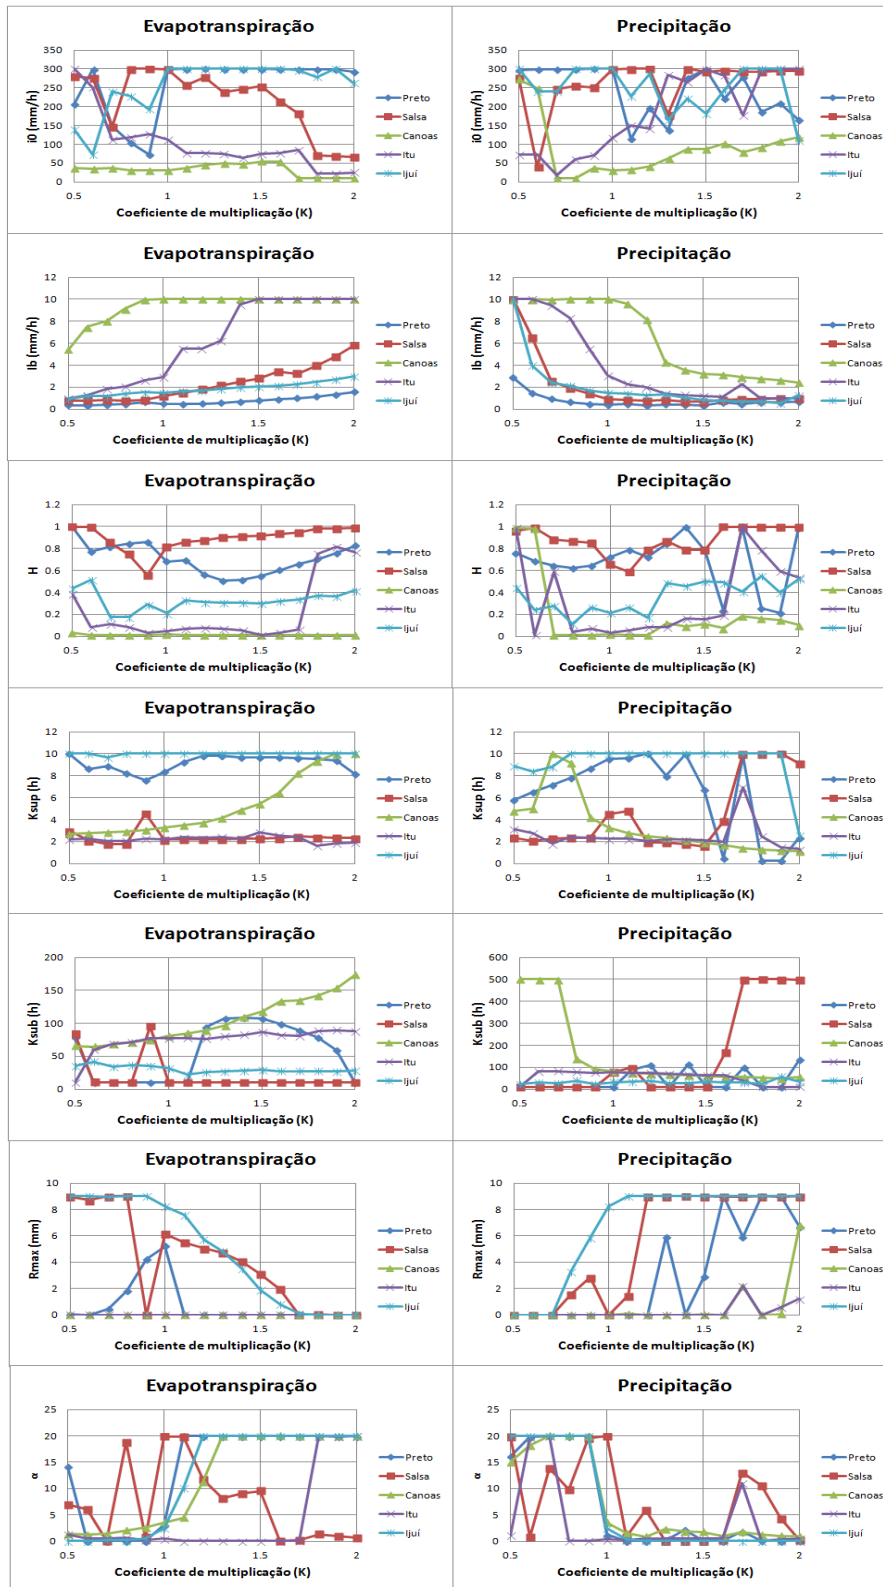 Evapotranspiração
i0 (mm/h)
350
300
250
200
150
100
50
0
0.5
1
1.5
2
Coeficiente de multiplicação (K)
Preto
Salsa
Canoas
Itu
Ijuí
Precipitação
i0 (mm/h)
350
300
250
200
150
100
50
0
0.5
1
1.5
2
Coeficiente de multiplicação (K)
Preto
Salsa
Canoas
Itu
Ijuí
Evapotranspiração
Ib (mm/h)
12
10
8
6
4
2
0
0.5
1
1.5
2
Coeficiente de multiplicação (K)
Preto
Salsa
Canoas
Itu
Ijuí
Precipitação
Ib (mm/h)
12
10
8
6
4
2
0
0.5
1
1.5
2
Coeficiente de multiplicação (K)
Preto
Salsa
Canoas
Itu
Ijuí
Evapotranspiração
H
1.2
1
0.8
0.6
0.4
0.2
0
0.5
1
1.5
2
Coeficiente de multiplicação (K)
Preto
Salsa
Canoas
Itu
Ijuí
Precipitação
H
1.2
1
0.8
0.6
0.4
0.2
0
0.5
1
1.5
2
Coeficiente de multiplicação (K)
Preto
Salsa
Canoas
Itu
Ijuí
Evapotranspiração
Ksup (h)
12
10
8
6
4
2
0
0.5
1
1.5
2
Coeficiente de multiplicação (K)
Preto
Salsa
Canoas
Itu
Ijuí
Precipitação
Ksup (h)
12
10
8
6
4
2
0
0.5
1
1.5
2
Coeficiente de multiplicação (K)
Preto
Salsa
Canoas
Itu
Ijuí
Evapotranspiração
Ksub (h)
200
150
100
50
0
0.5
1
1.5
2
Coeficiente de multiplicação (K)
Preto
Salsa
Canoas
Itu
Ijuí
Precipitação
Ksub (h)
600
500
400
300
200
100
0
0.5
1
1.5
2
Coeficiente de multiplicação (K)
Preto
Salsa
Canoas
Itu
Ijuí
Evapotranspiração
Rmax (mm)
10
8
6
4
2
0
0.5
1
1.5
2
Coeficiente de multiplicação (K)
Preto
Salsa
Canoas
Itu
Ijuí
Precipitação
Rmax (mm)
10
8
6
4
2
0
0.5
1
1.5
2
Coeficiente de multiplicação (K)
Preto
Salsa
Canoas
Itu
Ijuí
Evapotranspiração
α
25
20
15
10
5
0
0.5
1
1.5
2
Coeficiente de multiplicação (K)
Preto
Salsa
Canoas
Itu
Ijuí
Precipitação
α
25
20
15
10
5
0
0.5
1
1.5
2
Coeficiente de multiplicação (K)
Preto
Salsa
Canoas
Itu
Ijuí